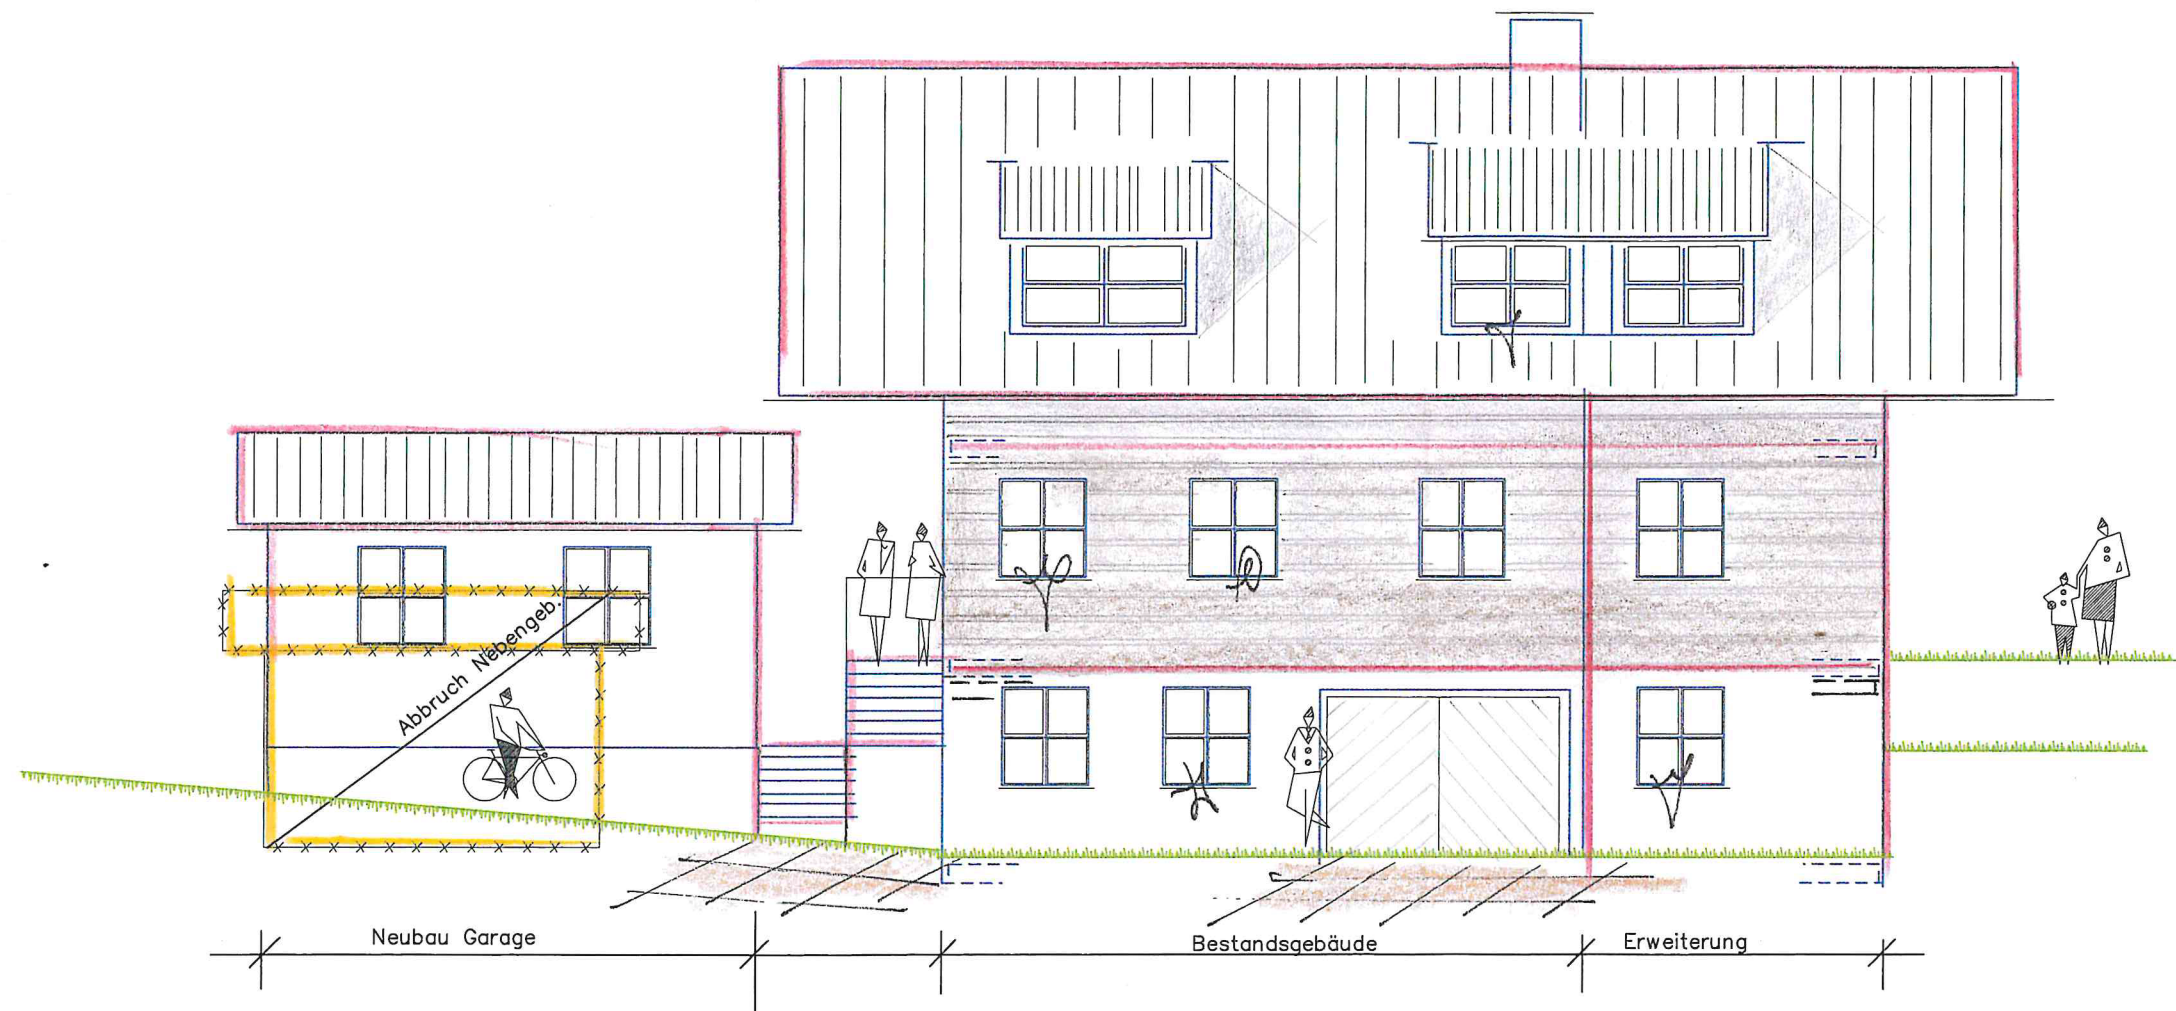 Abbruch Nebengeb.
Neubau Garage
Bestandsgebäude
Erweiterung